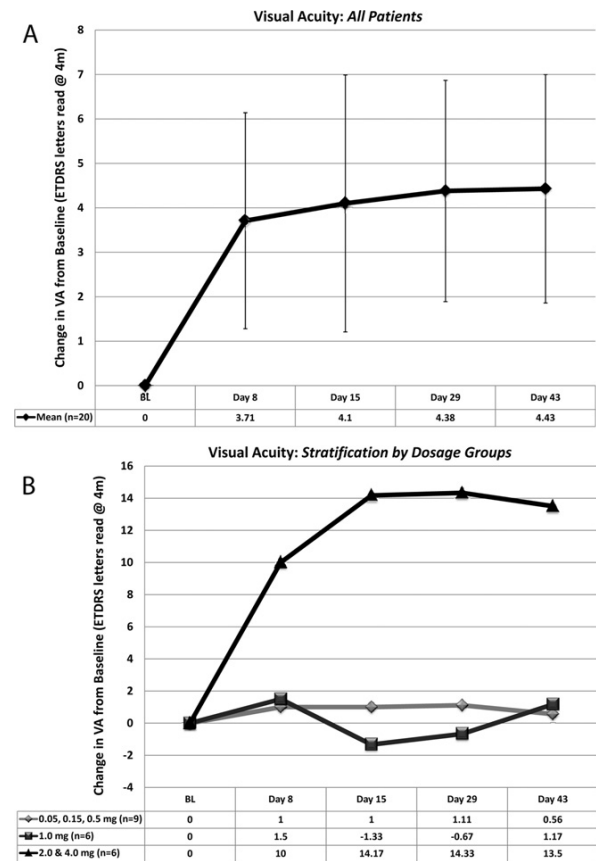 A
Visual Acuity: All Patients
Change in VA from Baseline (ETDRS letters read @ 4m)
8
7
6
5
4
3
2
1
0
BL Day 8 Day 15 Day 29 Day 43
Mean (n=20) 0 3.71 4.1 4.38 4.43
B
Visual Acuity: Stratification by Dosage Groups
Change in VA from Baseline (ETDRS letters read @ 4m)
16
14
12
10
8
6
4
2
0
-2
-4
BL Day 8 Day 15 Day 29 Day 43
0.05, 0.15, 0.5 mg (n=9) 0 1 1 1.11 0.56
1.0 mg (n=6) 0 1.5 -1.33 -0.67 1.17
2.0 & 4.0 mg (n=6) 0 10 14.17 14.33 13.5